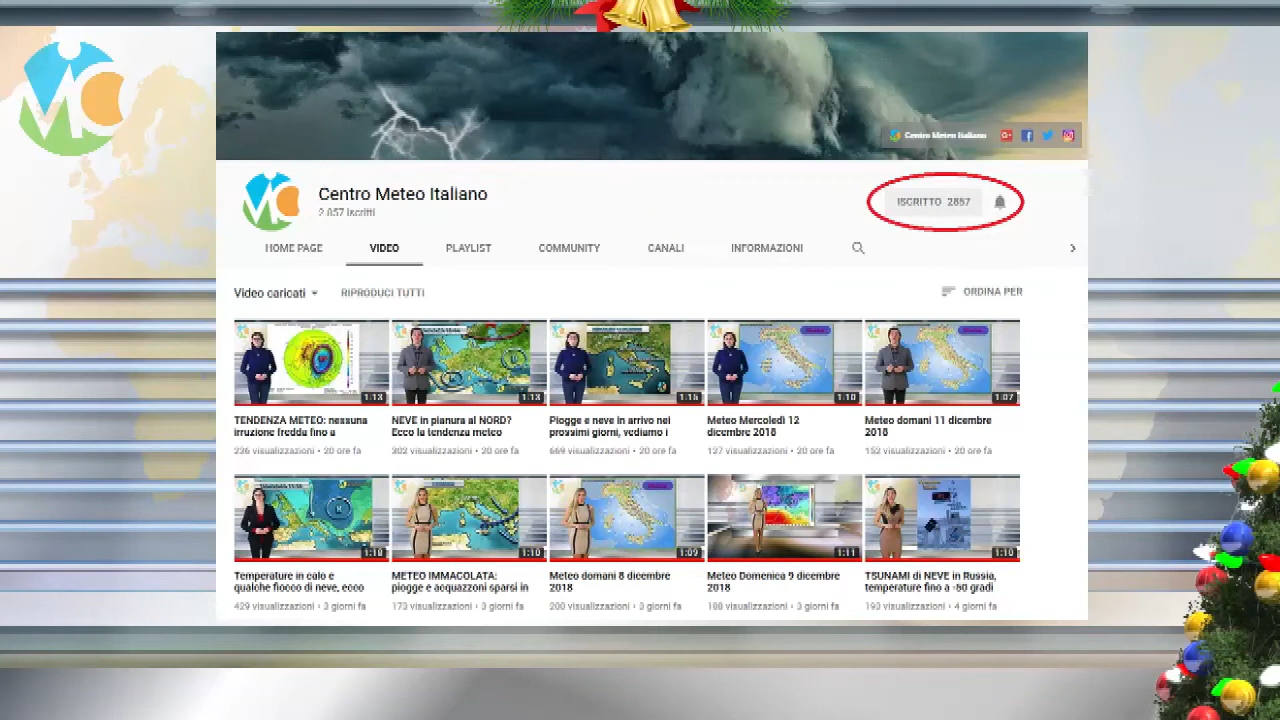 Centro Meteo Italiano
Centro Meteo Italiano
2.857 iscritti
ISCRITTO 2857
HOME PAGE
VIDEO
PLAYLIST
COMMUNITY
CANALI
INFORMAZIONI
Video caricati
RIPRODUCI TUTTI
ORDINA PER
1:13
1:13
1:15
1:10
1:07
TENDENZA METEO: nessuna
irruzione fredda fino a
236 visualizzazioni • 20 ore fa
NEVE in pianura al NORD?
Ecco la tendenza meteo
302 visualizzazioni • 20 ore fa
Piogge e neve in arrivo nei
prossimi giorni, vediamo i
669 visualizzazioni • 20 ore fa
Meteo Mercoledì 12
dicembre 2018
127 visualizzazioni • 20 ore fa
Meteo domani 11 dicembre
2018
152 visualizzazioni • 20 ore fa
1:18
1:10
1:09
1:11
1:10
Temperature in calo e
qualche fiocco di neve, ecco
429 visualizzazioni • 3 giorni fa
METEO IMMACOLATA:
piogge e acquazzoni sparsi in
173 visualizzazioni • 3 giorni fa
Meteo domani 8 dicembre
2018
200 visualizzazioni • 3 giorni fa
Meteo Domenica 9 dicembre
2018
188 visualizzazioni • 3 giorni fa
TSUNAMI di NEVE in Russia,
temperature fino a -50 gradi
193 visualizzazioni • 4 giorni fa